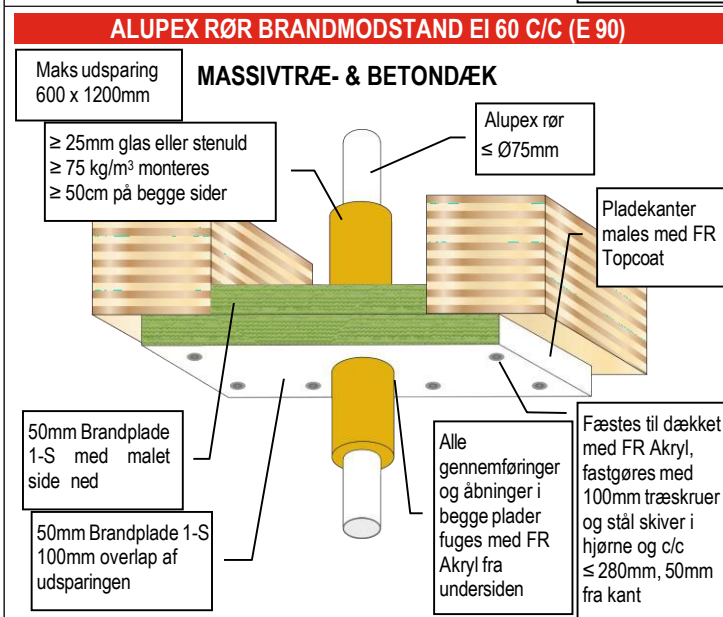 ALUPEX RØR BRANDMODSTAND EI 60 C/C (E 90)
Maks udsparing
600 x 1200mm
MASSIVTRÆ- & BETONDÆK
≥ 25mm glas eller stenuld
≥ 75 kg/m³ monteres
≥ 50cm på begge sider
Alupex rør
≤ Ø75mm
Pladekanter
males med FR
Topcoat
50mm Brandplade
1-S med malet
side ned
50mm Brandplade 1-S
100mm overlap af
udsparingen
Alle
gennemføringer
og åbninger i
begge plader
fuges med FR
Akryl fra
undersiden
Fæstes til dækket
med FR Akryl,
fastgøres med
100mm træskruer
og stål skiver i
hjørne og c/c
≤ 280mm, 50mm
fra kant